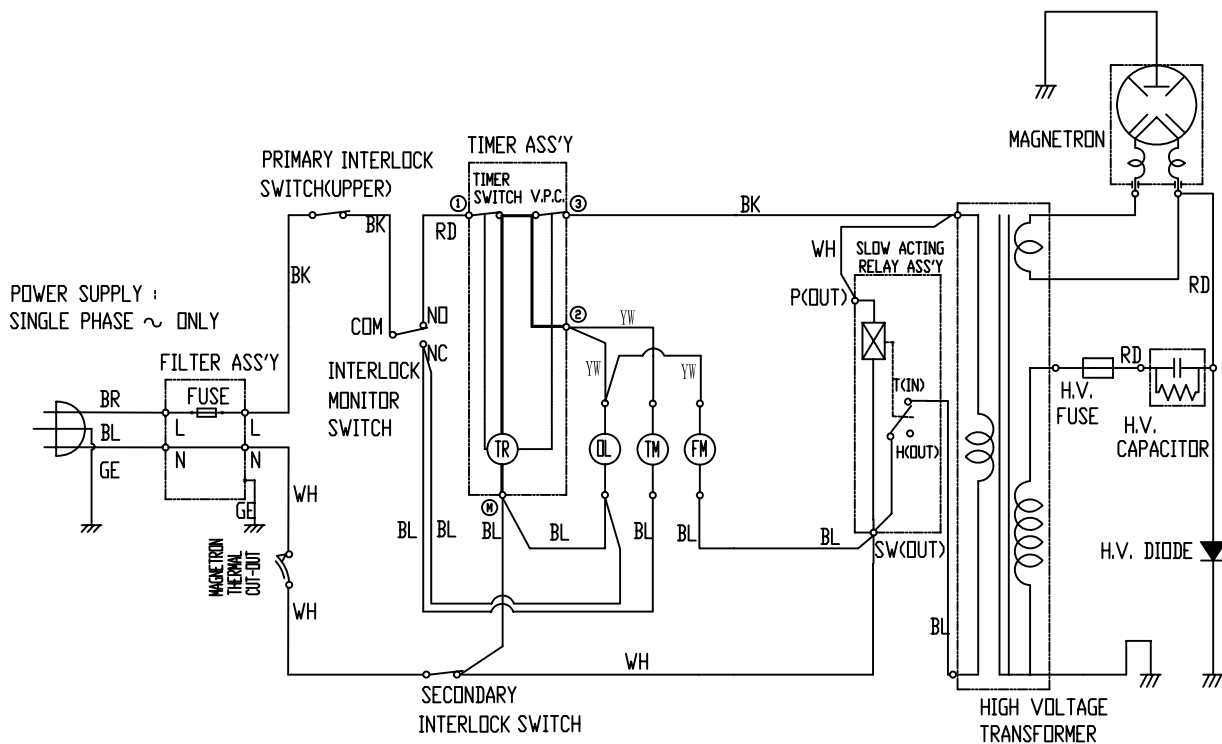 MAGNETRON
TIMER ASS'Y
PRIMARY INTERLOCK
SWITCH(UPPER)
TIMER
SWITCH V.P.C.
1
3
BK
RD
BK
BK
WH
SLOW ACTING
RELAY ASS'Y
P(OUT)
RD
POWER SUPPLY :
SINGLE PHASE ~ ONLY
COM
NO
NC
2
YW
YW
YW
INTERLOCK
MONITOR
SWITCH
FILTER ASS'Y
FUSE
BR
L
L
BL
N
N
GE
GE
T(IN)
H(OUT)
RD
H.V.
FUSE
H.V.
CAPACITOR
TR
OL
TM
FM
WH
M
BL
BL
BL
BL
BL
BL
BL
SW(OUT)
H.V. DIODE
MAGNETRON
THERMAL
CUT-OUT
WH
BL
WH
SECONDARY
INTERLOCK SWITCH
HIGH VOLTAGE
TRANSFORMER